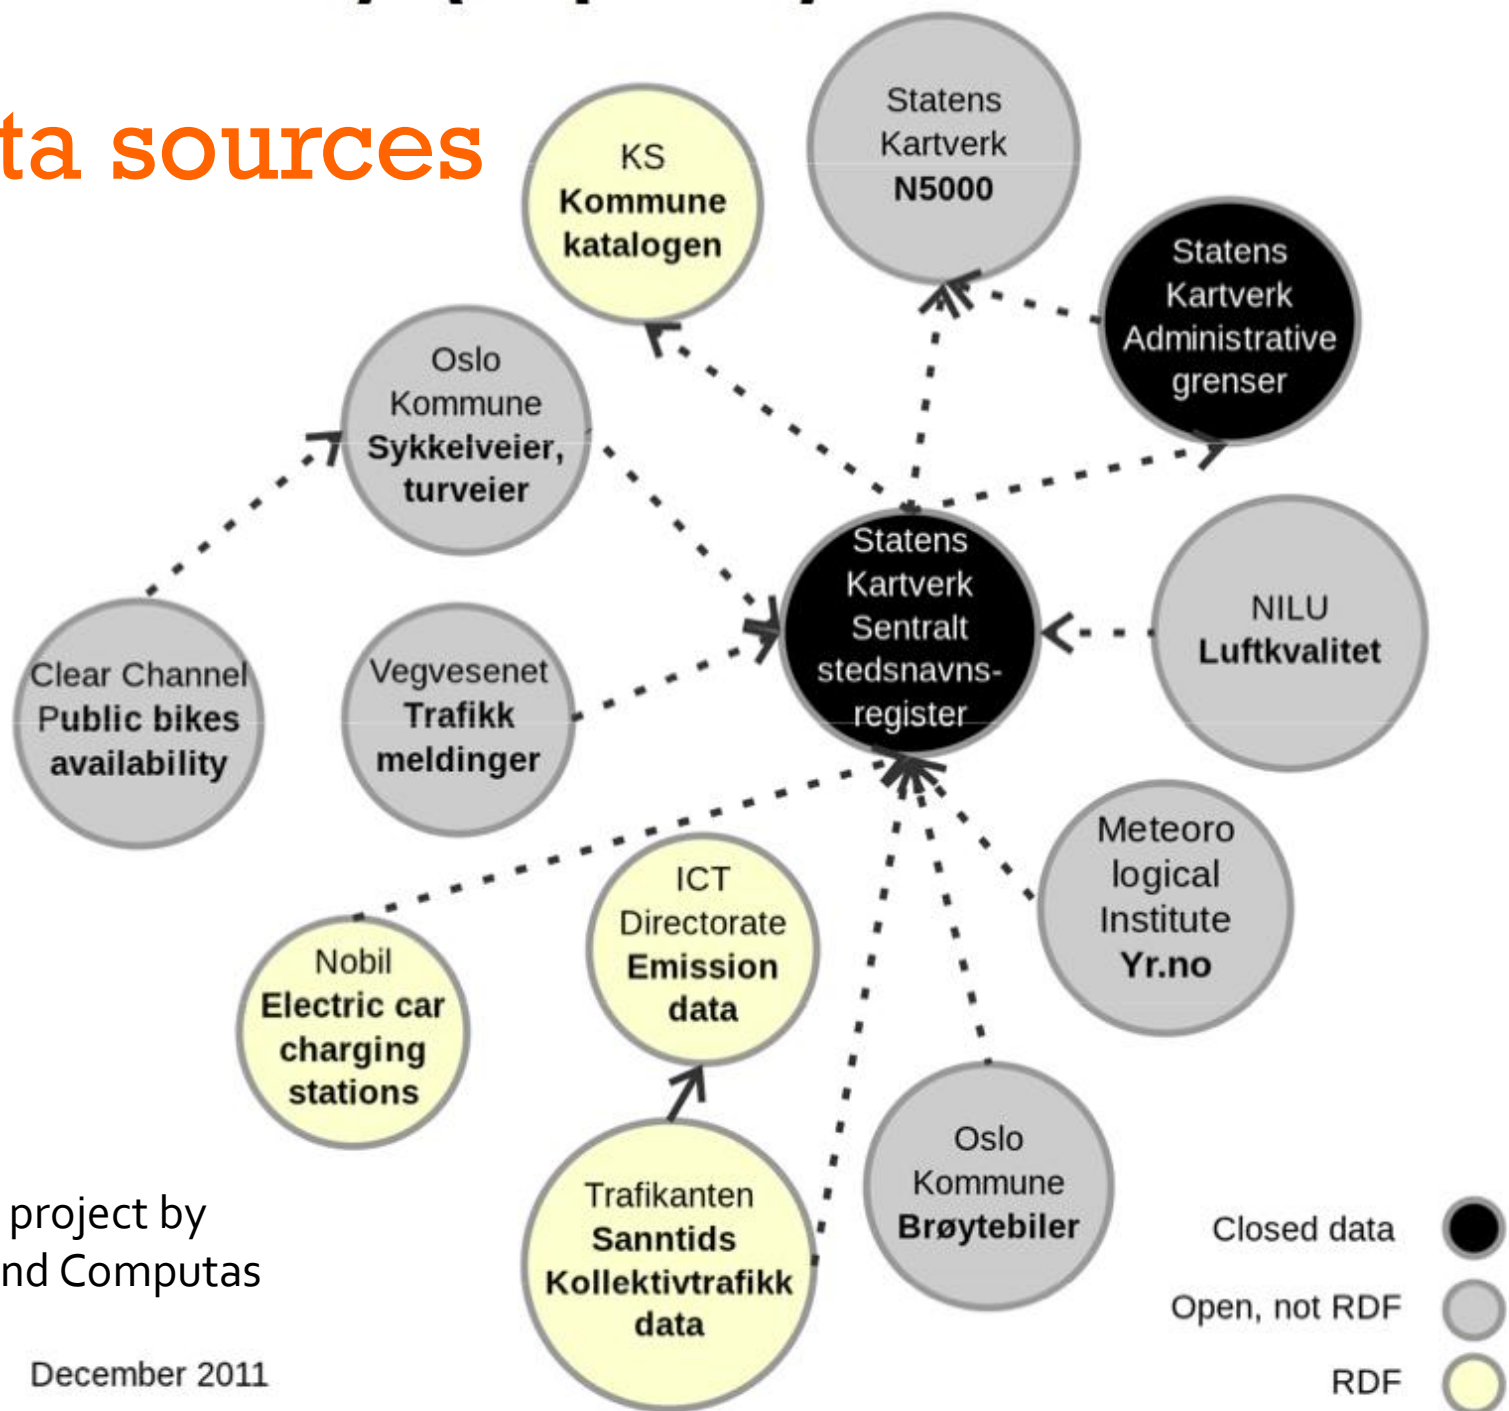 ta sources
Statens
Kartverk
N5000
KS
Kommune
katalogen
Statens
Kartverk
Administrative
grenser
Oslo
Kommune
Sykkelveier,
turveier
Statens
Kartverk
Sentralt
stedsnavns-
register
NILU
Luftkvalitet
Clear Channel
Public bikes
availability
Vegvesenet
Trafikk
meldinger
Meteoro
logical
Institute
Yr.no
ICT
Directorate
Emission
data
Nobil
Electric car
charging
stations
Oslo
Kommune
Brøytebiler
Trafikanten
Sanntids
Kollektivtrafikk
data
project by
nd Computas
December 2011
Closed data
Open, not RDF
RDF